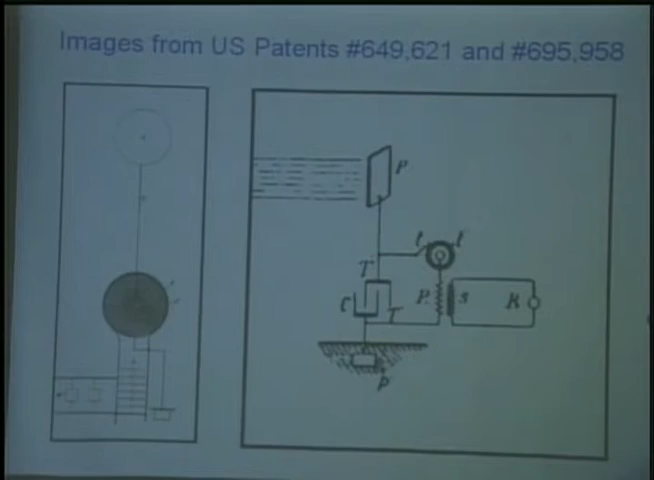 Images from US Patents #649,621 and #695,958
P
t t'
T
C
P s R
T
P